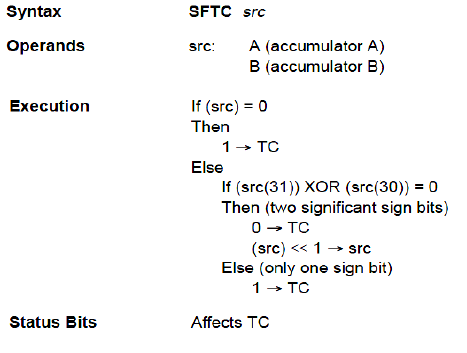 Syntax SFTC src
Operands src: A (accumulator A)
B (accumulator B)
Execution If (src) = 0
Then
1 → TC
Else
If (src(31)) XOR (src(30)) = 0
Then (two significant sign bits)
0 → TC
(src) << 1 → src
Else (only one sign bit)
1 → TC
Status Bits Affects TC